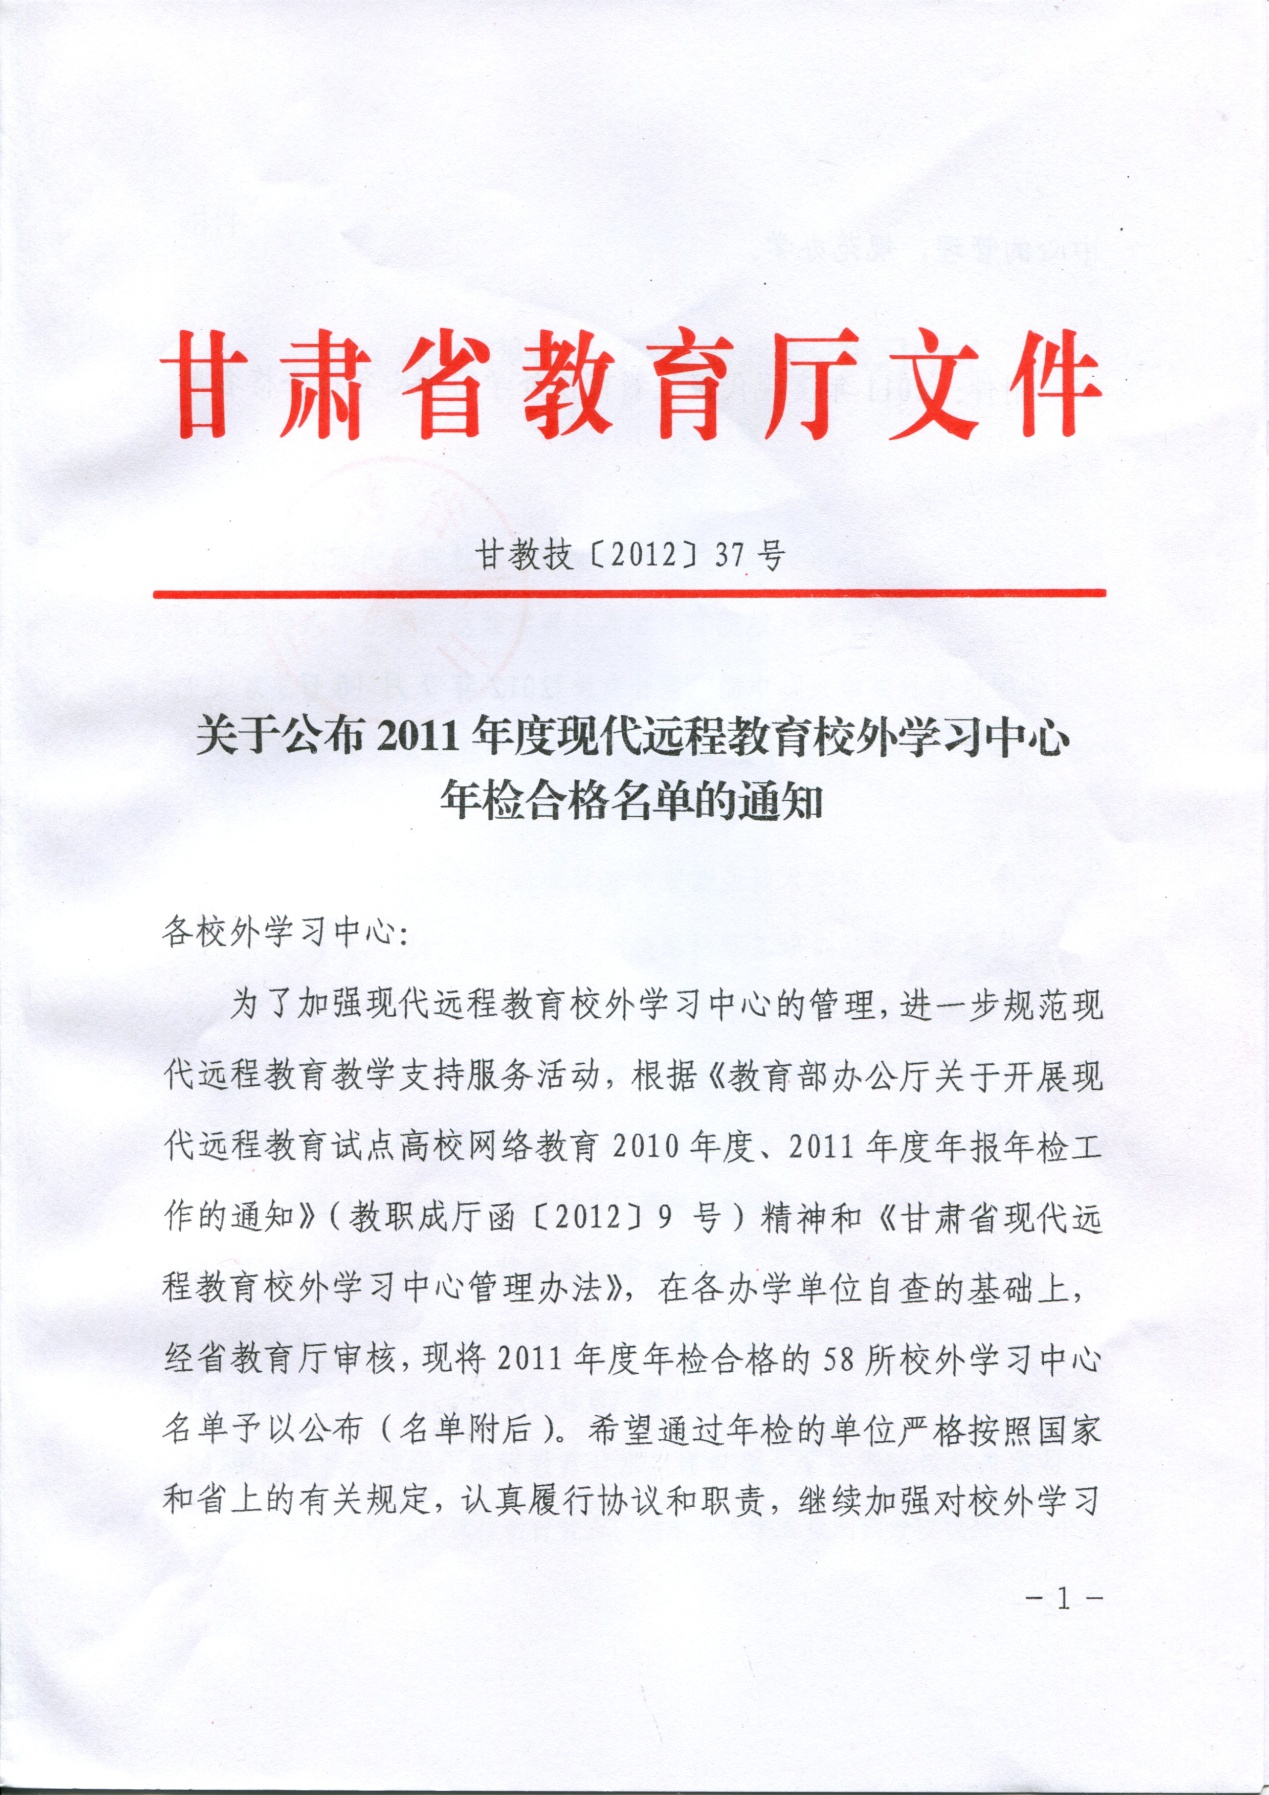 甘肃省教育厅文件
甘教技〔2012〕37号
关于公布2011年度现代远程教育校外学习中心
年检合格名单的通知
各校外学习中心：
为了加强现代远程教育校外学习中心的管理，进一步规范现
代远程教育教学支持服务活动，根据《教育部办公厅关于开展现
代远程教育试点高校网络教育2010年度、2011年度年报年检工
作的通知》（教职成厅函〔2012〕9 号）精神和《甘肃省现代远
程教育校外学习中心管理办法》，在各办学单位自查的基础上，
经省教育厅审核，现将2011年度年检合格的58所校外学习中心
名单予以公布（名单附后）。希望通过年检的单位严格按照国家
和省上的有关规定，认真履行协议和职责，继续加强对校外学习
－1－